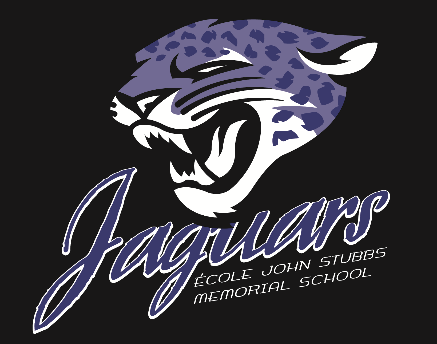 Jaguars
ÉCOLE JOHN STUBBS
MEMORIAL SCHOOL